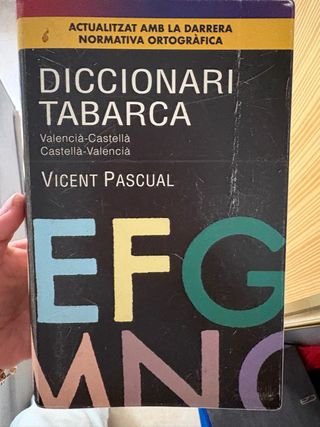 ACTUALITZAT AMB LA DARRERA
NORMATIVA ORTOGRÀFICA
DICCIONARI
TABARCA
Valencià-Castellà
Castellà-Valencià
VICENT PASCUAL
EFG
MNO